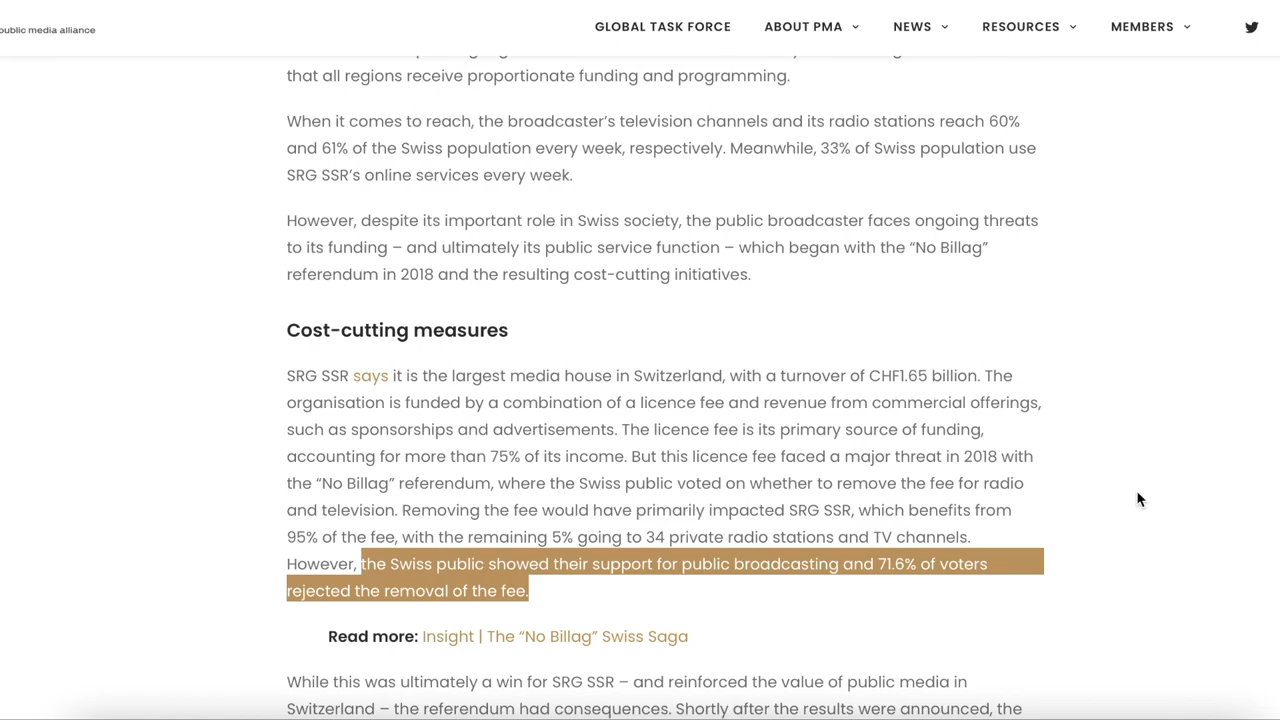 public media alliance
GLOBAL TASK FORCE ABOUT PMA NEWS RESOURCES MEMBERS
that all regions receive proportionate funding and programming.
When it comes to reach, the broadcaster’s television channels and its radio stations reach 60%
and 61% of the Swiss population every week, respectively. Meanwhile, 33% of Swiss population use
SRG SSR’s online services every week.
However, despite its important role in Swiss society, the public broadcaster faces ongoing threats
to its funding – and ultimately its public service function – which began with the “No Billag”
referendum in 2018 and the resulting cost-cutting initiatives.
Cost-cutting measures
SRG SSR says it is the largest media house in Switzerland, with a turnover of CHF1.65 billion. The
organisation is funded by a combination of a licence fee and revenue from commercial offerings,
such as sponsorships and advertisements. The licence fee is its primary source of funding,
accounting for more than 75% of its income. But this licence fee faced a major threat in 2018 with
the “No Billag” referendum, where the Swiss public voted on whether to remove the fee for radio
and television. Removing the fee would have primarily impacted SRG SSR, which benefits from
95% of the fee, with the remaining 5% going to 34 private radio stations and TV channels.
However, the Swiss public showed their support for public broadcasting and 71.6% of voters
rejected the removal of the fee.
Read more: Insight | The “No Billag” Swiss Saga
While this was ultimately a win for SRG SSR – and reinforced the value of public media in
Switzerland – the referendum had consequences. Shortly after the results were announced, the